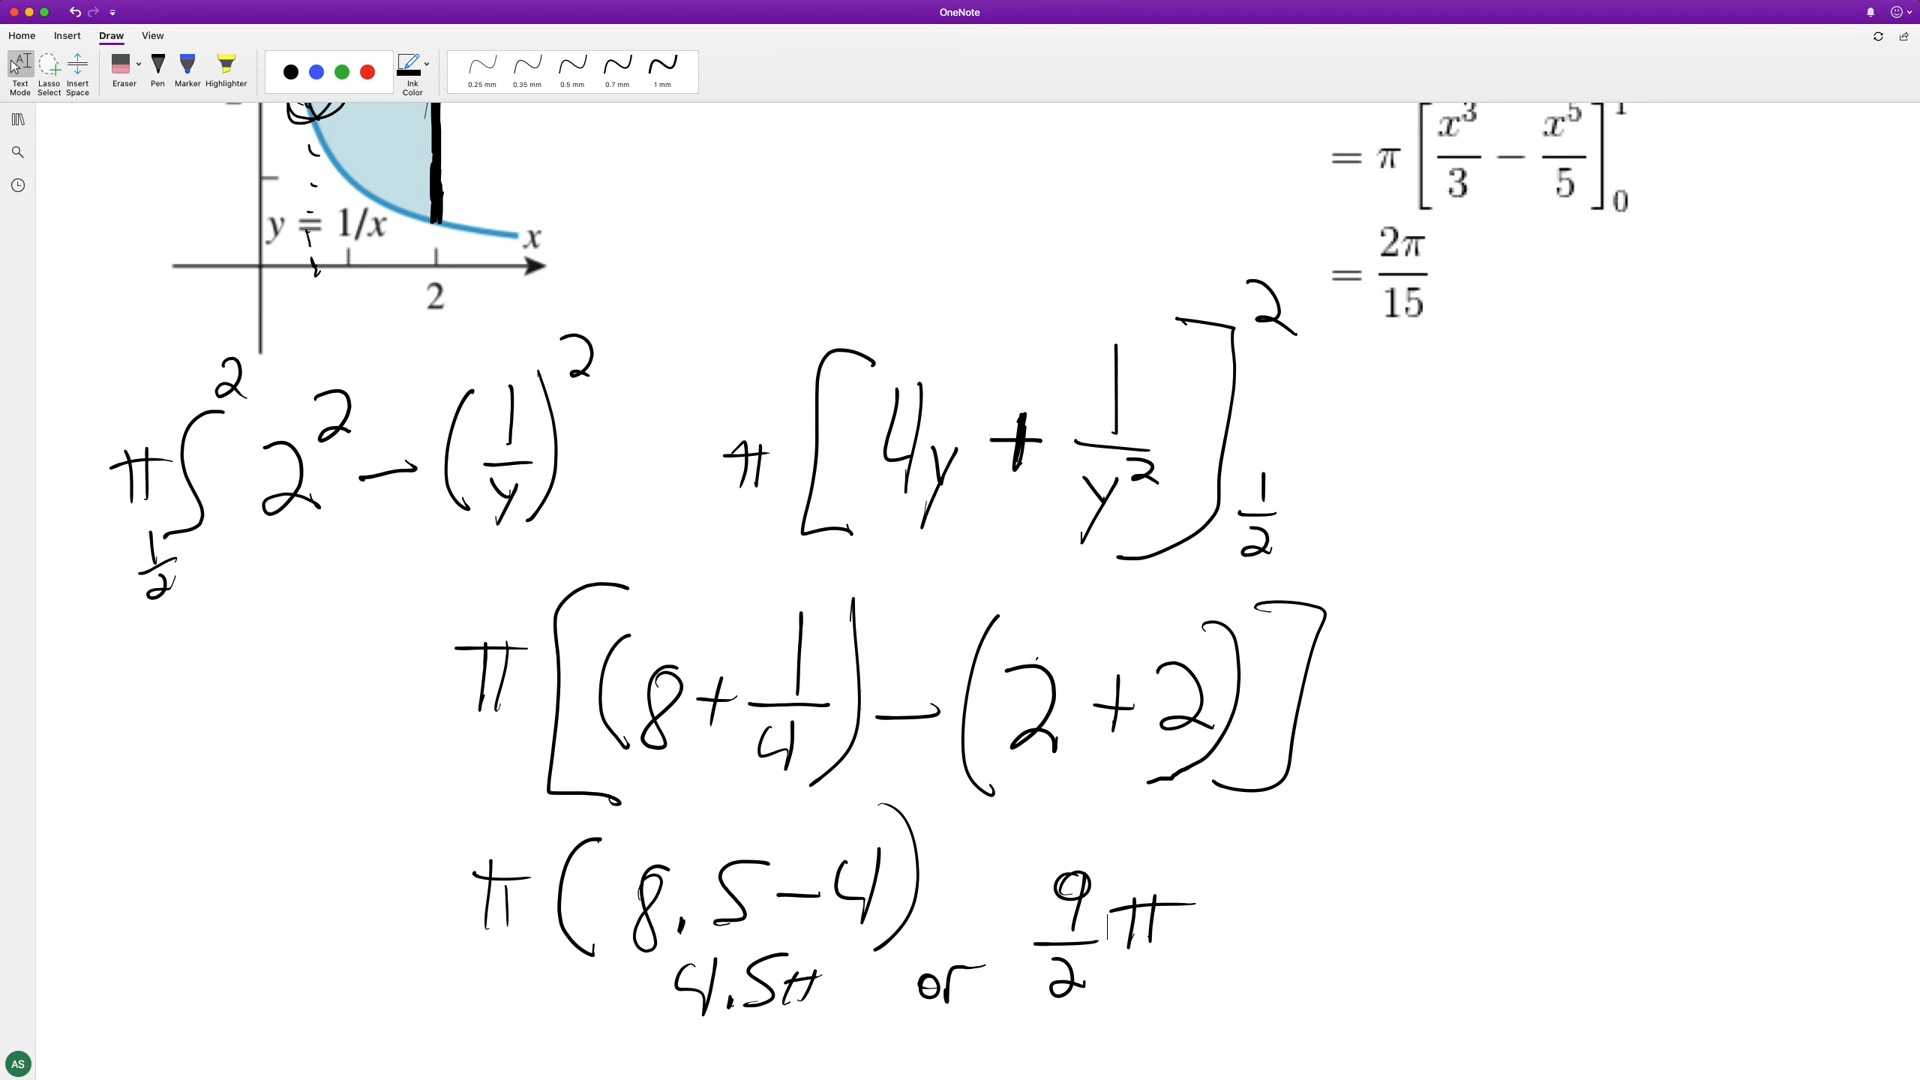 OneNote
Home Insert Draw View
Text Mode Lasso Select Insert Space Eraser Pen Marker Highlighter Ink Color 0.25 mm 0.35 mm 0.5 mm 0.7 mm 1 mm
= π [x³/3 − x⁵/5]₀¹
y = 1/x x
= 2π/15
2
π∫_{1/2}^{2} 2² − (1/y)² π[4y + 1/y²]_{1/2}^{2}
π[(8 + 1/4) − (2 + 2)]
π(8.5 − 4)
4.5π or 9/2 π
AS